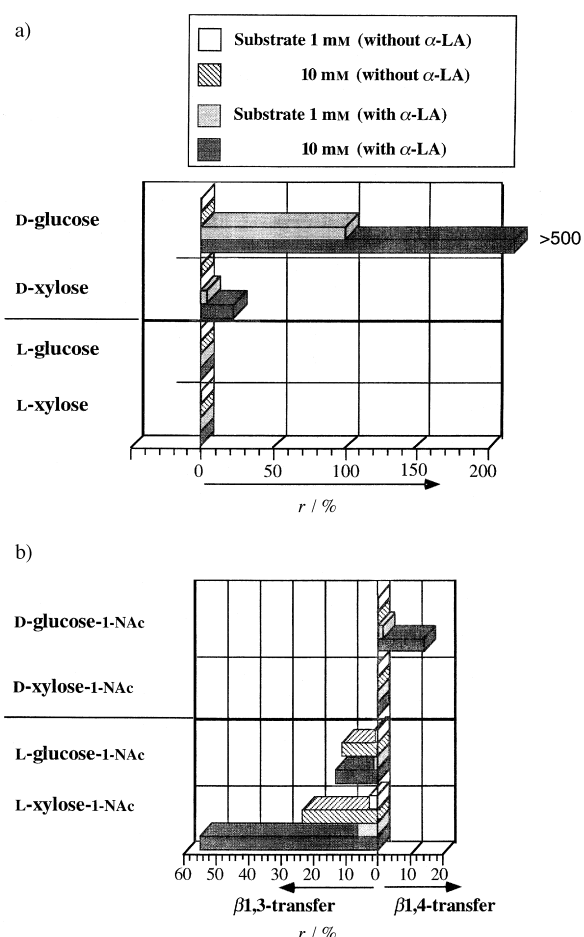 a)
Substrate 1 mM (without α-LA)
10 mM (without α-LA)
Substrate 1 mM (with α-LA)
10 mM (with α-LA)
D-glucose
>500
D-xylose
L-glucose
L-xylose
0 50 100 150 200
r / %
b)
D-glucose-1-NAc
D-xylose-1-NAc
L-glucose-1-NAc
L-xylose-1-NAc
60 50 40 30 20 10 0 0 10 20
β1,3-transfer β1,4-transfer
r / %